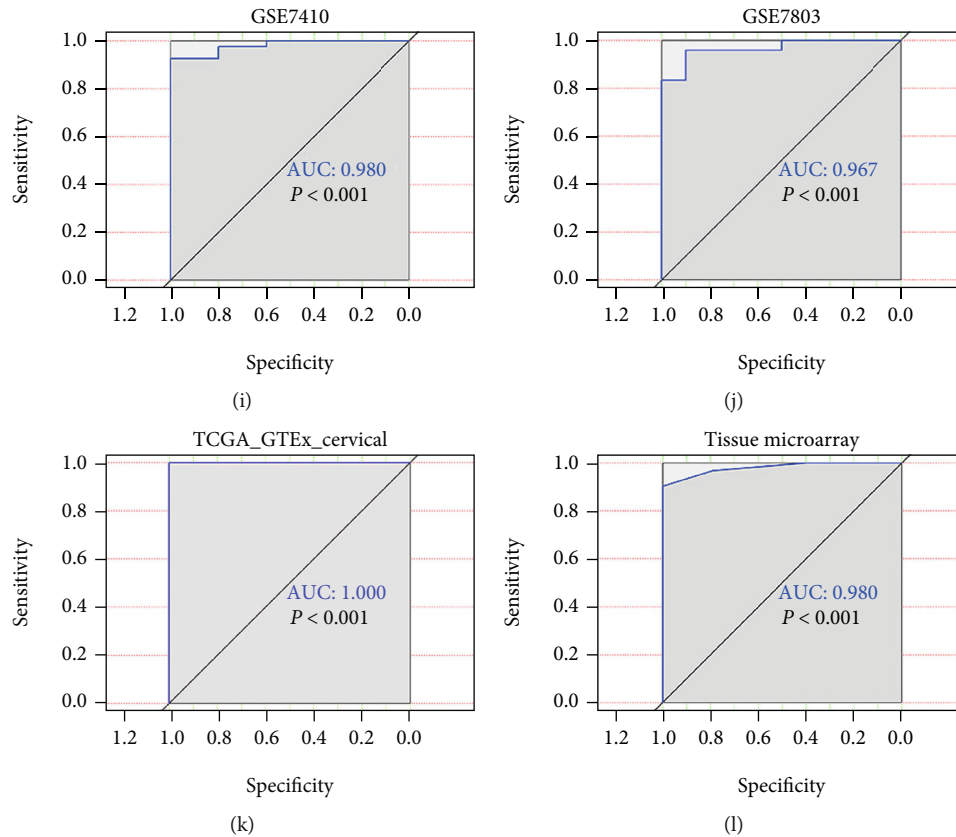 GSE7410
1.0
0.8
0.6
0.4
0.2
0.0
Sensitivity
AUC: 0.980
P < 0.001
1.2 1.0 0.8 0.6 0.4 0.2 0.0
Specificity
(i)
GSE7803
1.0
0.8
0.6
0.4
0.2
0.0
Sensitivity
AUC: 0.967
P < 0.001
1.2 1.0 0.8 0.6 0.4 0.2 0.0
Specificity
(j)
TCGA_GTEx_cervical
1.0
0.8
0.6
0.4
0.2
0.0
Sensitivity
AUC: 1.000
P < 0.001
1.2 1.0 0.8 0.6 0.4 0.2 0.0
Specificity
(k)
Tissue microarray
1.0
0.8
0.6
0.4
0.2
0.0
Sensitivity
AUC: 0.980
P < 0.001
1.2 1.0 0.8 0.6 0.4 0.2 0.0
Specificity
(l)